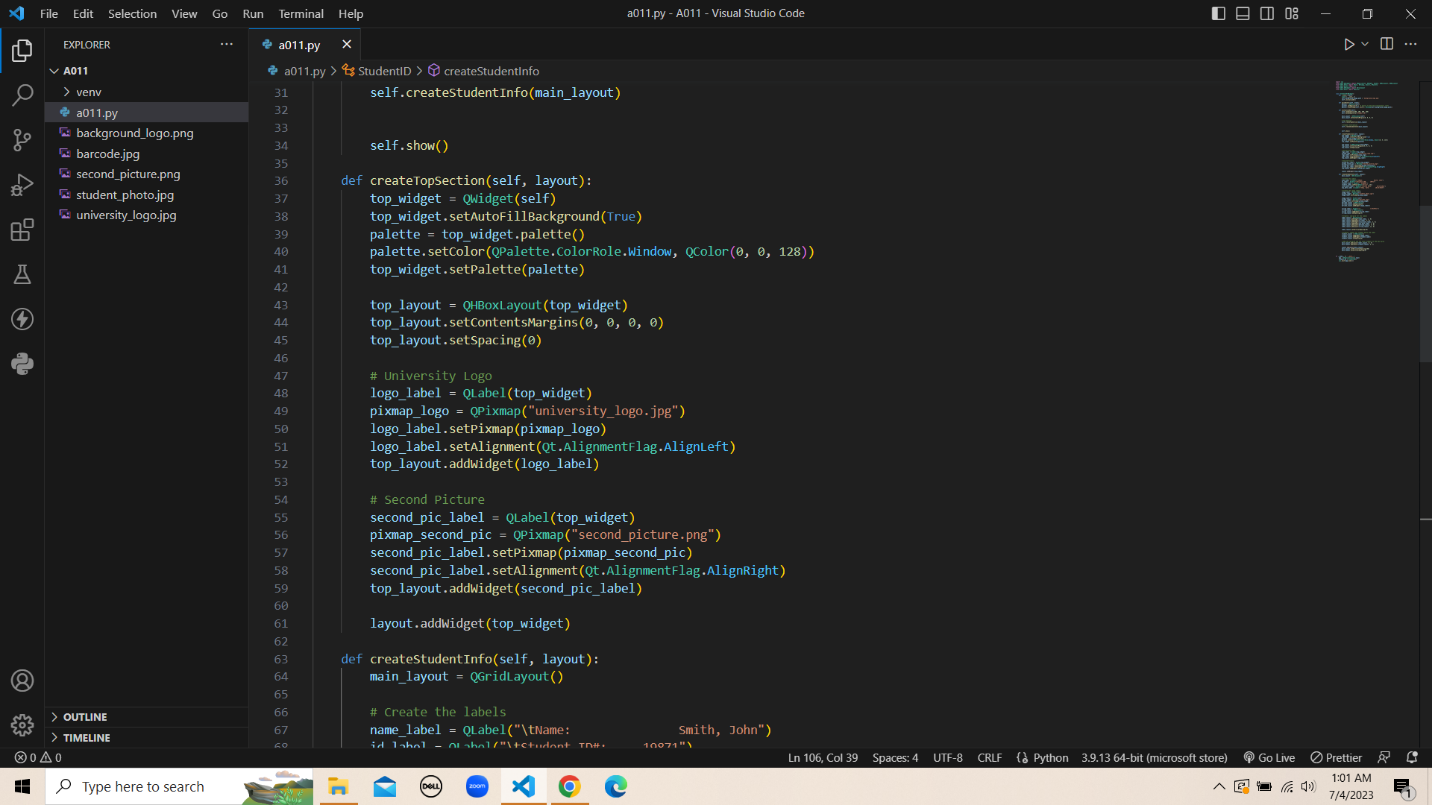 File Edit Selection View Go Run Terminal Help a011.py - A011 - Visual Studio Code
EXPLORER
A011
venv
a011.py
background_logo.png
barcode.jpg
second_picture.png
student_photo.jpg
university_logo.jpg
OUTLINE
TIMELINE
a011.py
a011.py > StudentID > createStudentInfo
31 self.createStudentInfo(main_layout)
32
33
34 self.show()
35
36 def createTopSection(self, layout):
37 top_widget = QWidget(self)
38 top_widget.setAutoFillBackground(True)
39 palette = top_widget.palette()
40 palette.setColor(QPalette.ColorRole.Window, QColor(0, 0, 128))
41 top_widget.setPalette(palette)
42
43 top_layout = QHBoxLayout(top_widget)
44 top_layout.setContentsMargins(0, 0, 0, 0)
45 top_layout.setSpacing(0)
46
47 # University Logo
48 logo_label = QLabel(top_widget)
49 pixmap_logo = QPixmap("university_logo.jpg")
50 logo_label.setPixmap(pixmap_logo)
51 logo_label.setAlignment(Qt.AlignmentFlag.AlignLeft)
52 top_layout.addWidget(logo_label)
53
54 # Second Picture
55 second_pic_label = QLabel(top_widget)
56 pixmap_second_pic = QPixmap("second_picture.png")
57 second_pic_label.setPixmap(pixmap_second_pic)
58 second_pic_label.setAlignment(Qt.AlignmentFlag.AlignRight)
59 top_layout.addWidget(second_pic_label)
60
61 layout.addWidget(top_widget)
62
63 def createStudentInfo(self, layout):
64 main_layout = QGridLayout()
65
66 # Create the labels
67 name_label = QLabel("\tName: Smith, John")
68 id_label = QLabel("\tStudent ID#: 19871")
0 0 Ln 106, Col 39 Spaces: 4 UTF-8 CRLF Python 3.9.13 64-bit (microsoft store) Go Live Prettier
Type here to search
DELL
zoom
1:01 AM
7/4/2023
1